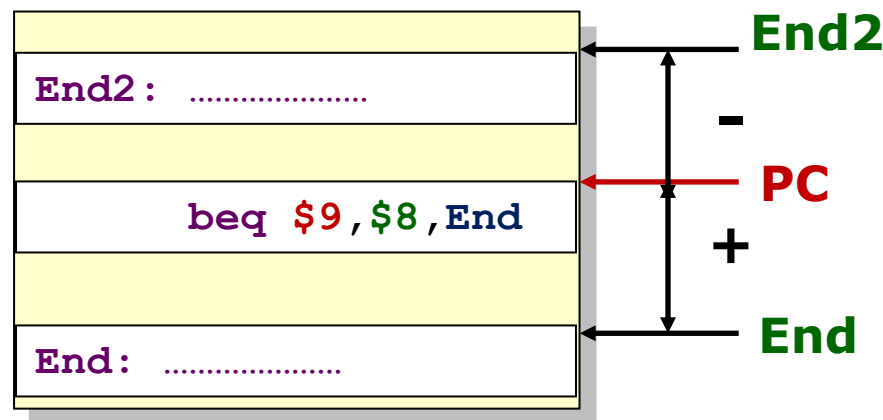 End2
End2: .....................
-
PC
beq $9,$8,End
+
End
End: .....................